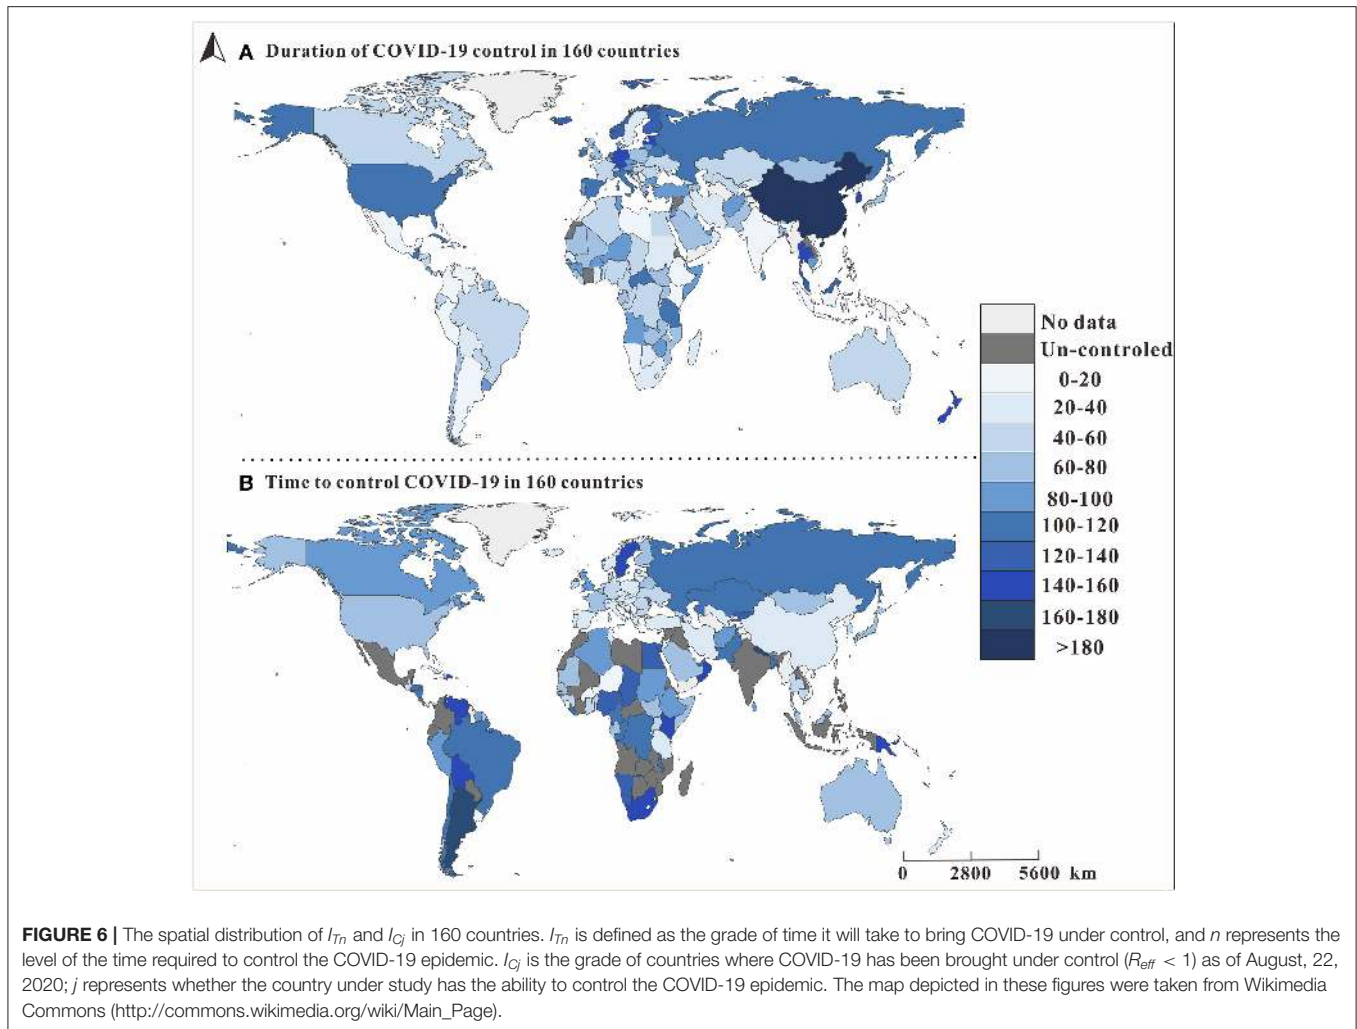 A Duration of COVID-19 control in 160 countries
No data
Un-controled
0-20
20-40
40-60
60-80
80-100
100-120
120-140
140-160
160-180
>180
B Time to control COVID-19 in 160 countries
0 2800 5600 km
FIGURE 6 | The spatial distribution of I_Tn and I_Cj in 160 countries. I_Tn is defined as the grade of time it will take to bring COVID-19 under control, and n represents the
level of the time required to control the COVID-19 epidemic. I_Cj is the grade of countries where COVID-19 has been brought under control (R_eff < 1) as of August, 22,
2020; j represents whether the country under study has the ability to control the COVID-19 epidemic. The map depicted in these figures were taken from Wikimedia
Commons (http://commons.wikimedia.org/wiki/Main_Page).